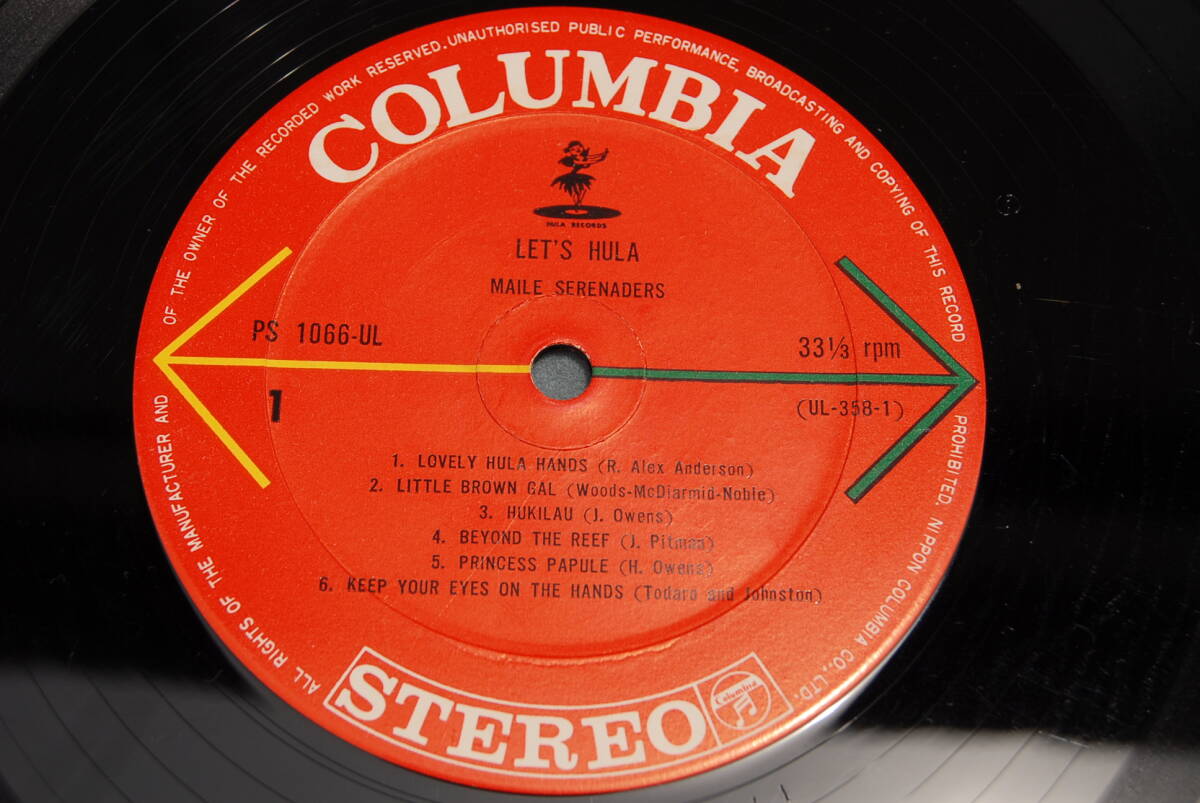 ALL RIGHTS OF THE MANUFACTURER AND OF THE OWNER OF THE RECORDED WORK RESERVED. UNAUTHORISED PUBLIC PERFORMANCE, BROADCASTING AND COPYING OF THIS RECORD PROHIBITED. NIPPON COLUMBIA CO., LTD.
COLUMBIA
HULA RECORDS
LET'S HULA
MAILE SERENADERS
PS 1066-UL
33⅓ rpm
1
(UL-358-1)
1. LOVELY HULA HANDS (R. Alex Anderson)
2. LITTLE BROWN GAL (Woods-McDiarmid-Noble)
3. HUKILAU (J. Owens)
4. BEYOND THE REEF (J. Pitman)
5. PRINCESS PAPULE (H. Owens)
6. KEEP YOUR EYES ON THE HANDS (Todaro and Johnston)
STEREO
Columbia